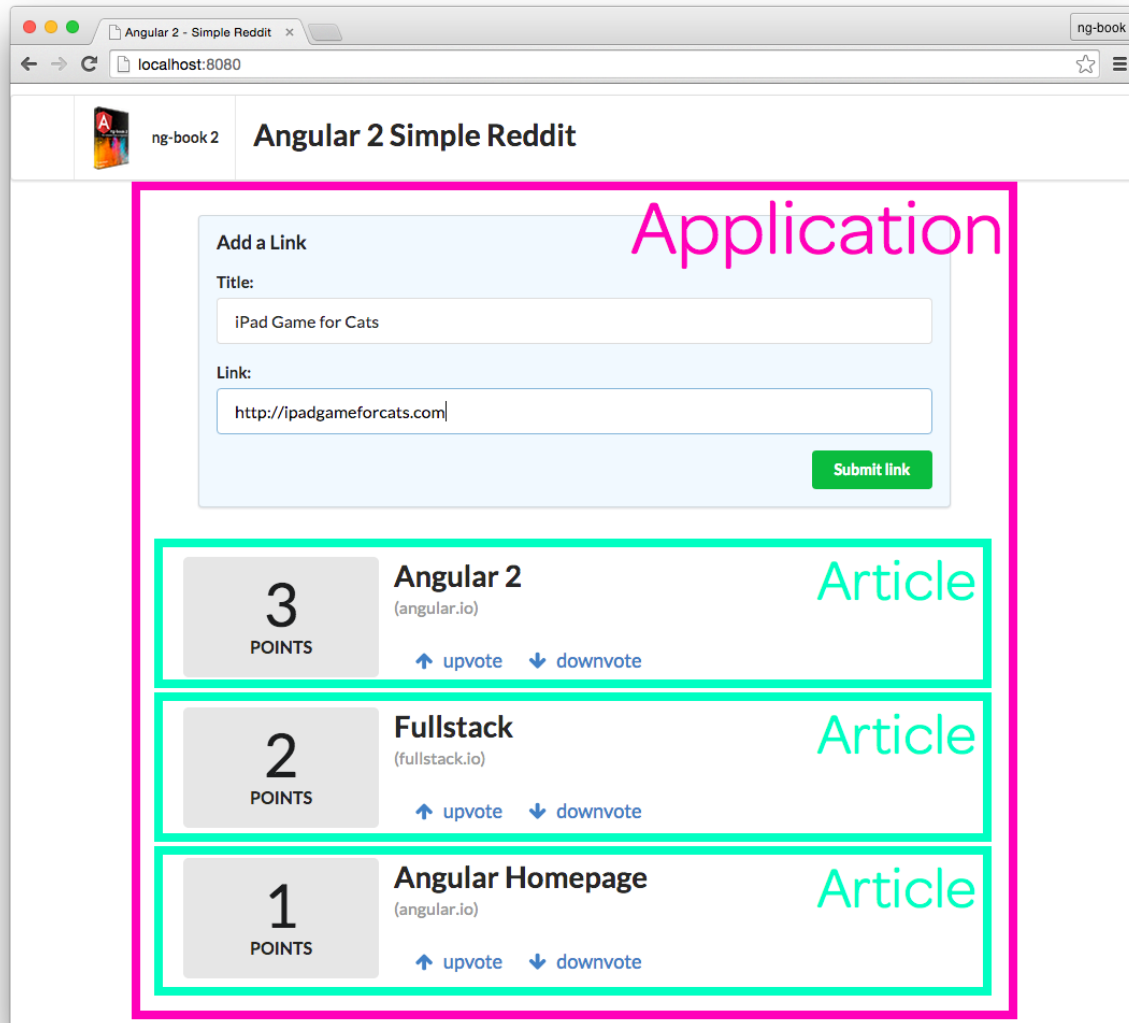 Angular 2 - Simple Reddit
ng-book
localhost:8080
ng-book 2
Angular 2 Simple Reddit
Application
Add a Link
Title:
iPad Game for Cats
Link:
http://ipadgameforcats.com
Submit link
3
POINTS
Angular 2
(angular.io)
upvote downvote
Article
2
POINTS
Fullstack
(fullstack.io)
upvote downvote
Article
1
POINTS
Angular Homepage
(angular.io)
upvote downvote
Article